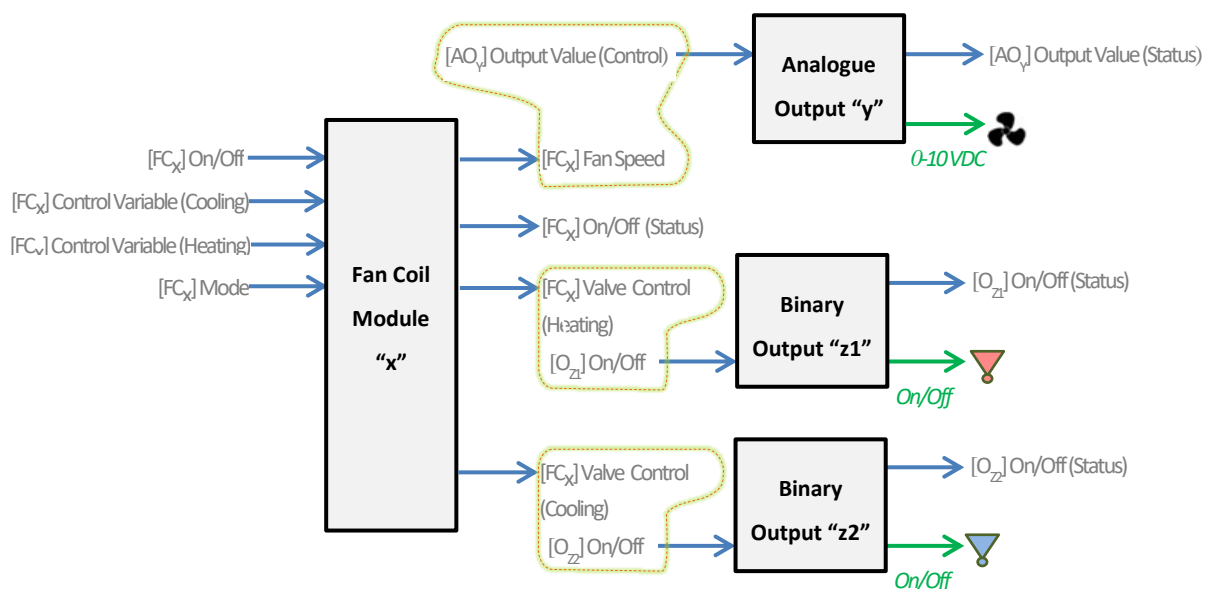 [AOY] Output Value (Control)
Analogue
Output “y”
[AOY] Output Value (Status)
0-10 VDC
[FCX] On/Off
[FCX] Control Variable (Cooling)
[FCX] Control Variable (Heating)
[FCX] Mode
Fan Coil
Module
“x”
[FCX] Fan Speed
[FCX] On/Off (Status)
[FCX] Valve Control
(Heating)
[OZ1] On/Off
Binary
Output “z1”
[OZ1] On/Off (Status)
On/Off
[FCX] Valve Control
(Cooling)
[OZ2] On/Off
Binary
Output “z2”
[OZ2] On/Off (Status)
On/Off